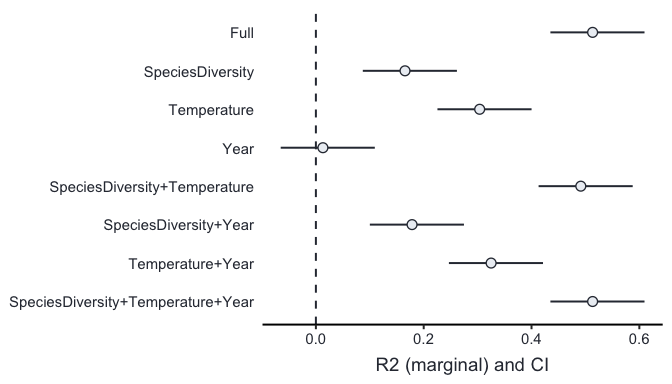 Full
SpeciesDiversity
Temperature
Year
SpeciesDiversity+Temperature
SpeciesDiversity+Year
Temperature+Year
SpeciesDiversity+Temperature+Year
0.0 0.2 0.4 0.6
R2 (marginal) and CI